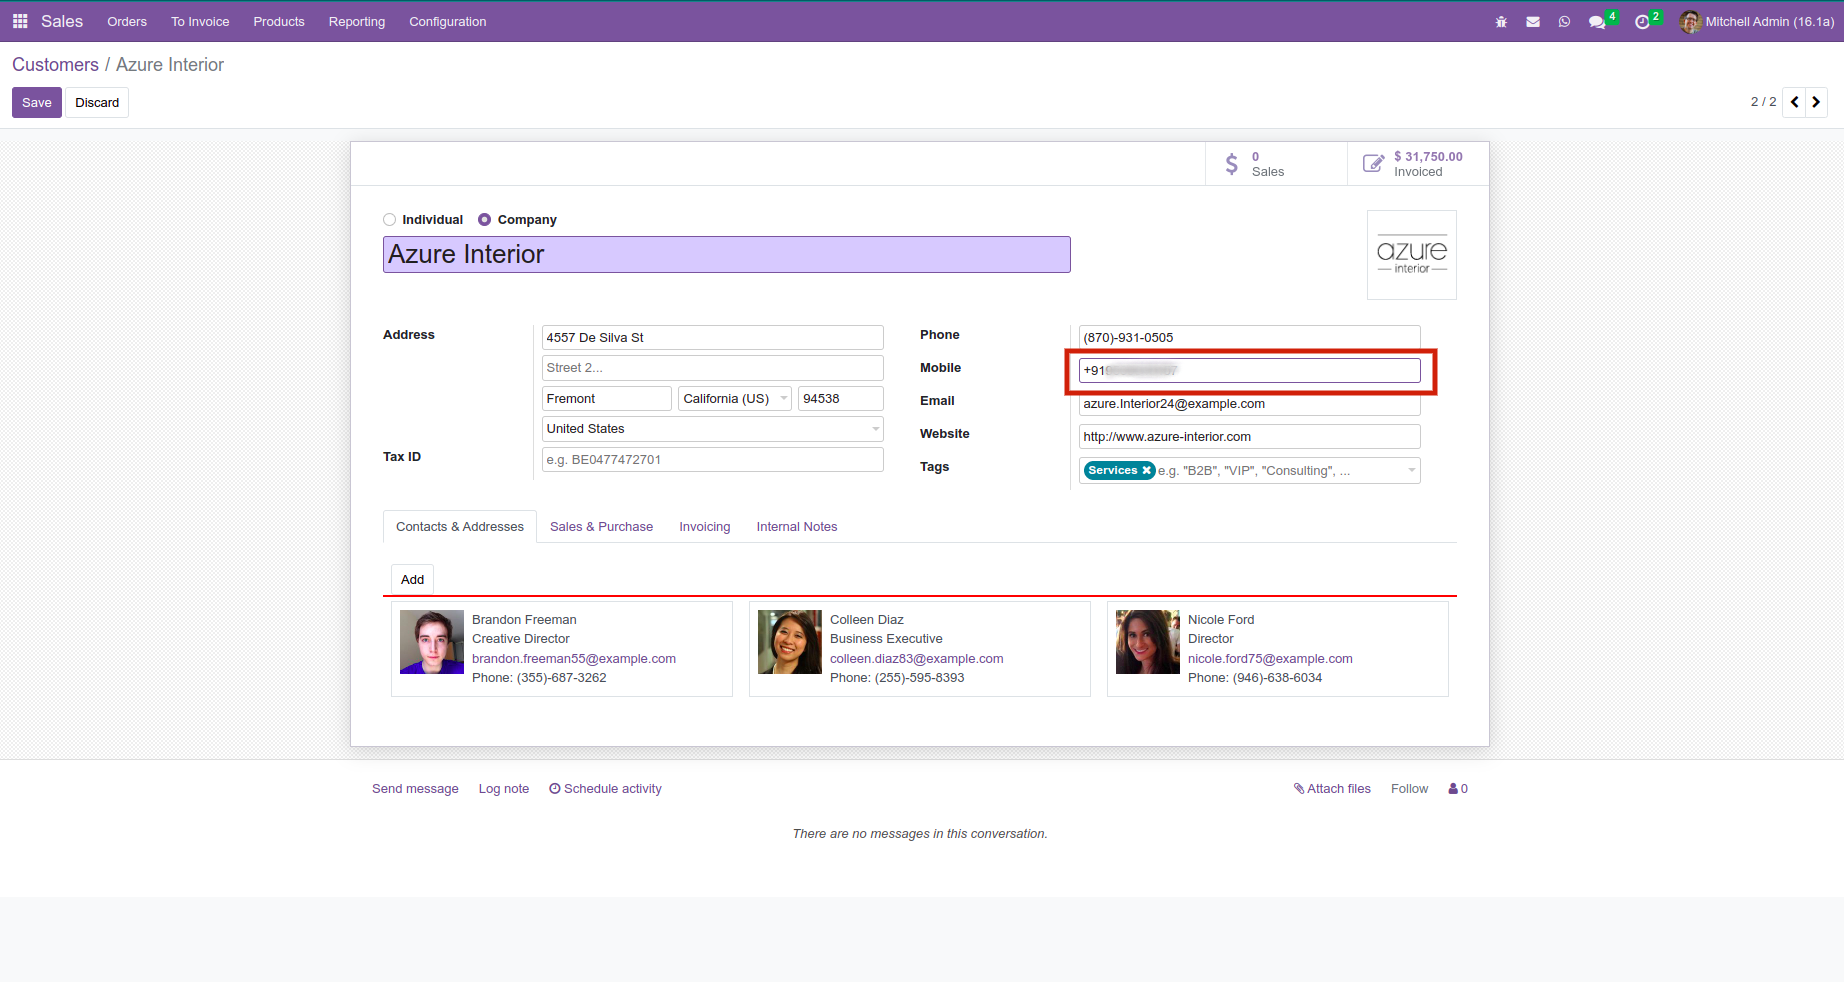 Sales Orders To Invoice Products Reporting Configuration 4 2 Mitchell Admin (16.1a)
Customers / Azure Interior
Save Discard 2 / 2
0 Sales
$ 31,750.00 Invoiced
Individual Company
Azure Interior
azure
interior
Address 4557 De Silva St
Street 2...
Fremont California (US) 94538
United States
Tax ID e.g. BE0477472701
Phone (870)-931-0505
Mobile +91
Email azure.Interior24@example.com
Website http://www.azure-interior.com
Tags Services e.g. "B2B", "VIP", "Consulting", ...
Contacts & Addresses Sales & Purchase Invoicing Internal Notes
Add
Brandon Freeman
Creative Director
brandon.freeman55@example.com
Phone: (355)-687-3262
Colleen Diaz
Business Executive
colleen.diaz83@example.com
Phone: (255)-595-8393
Nicole Ford
Director
nicole.ford75@example.com
Phone: (946)-638-6034
Send message Log note Schedule activity Attach files Follow 0
There are no messages in this conversation.